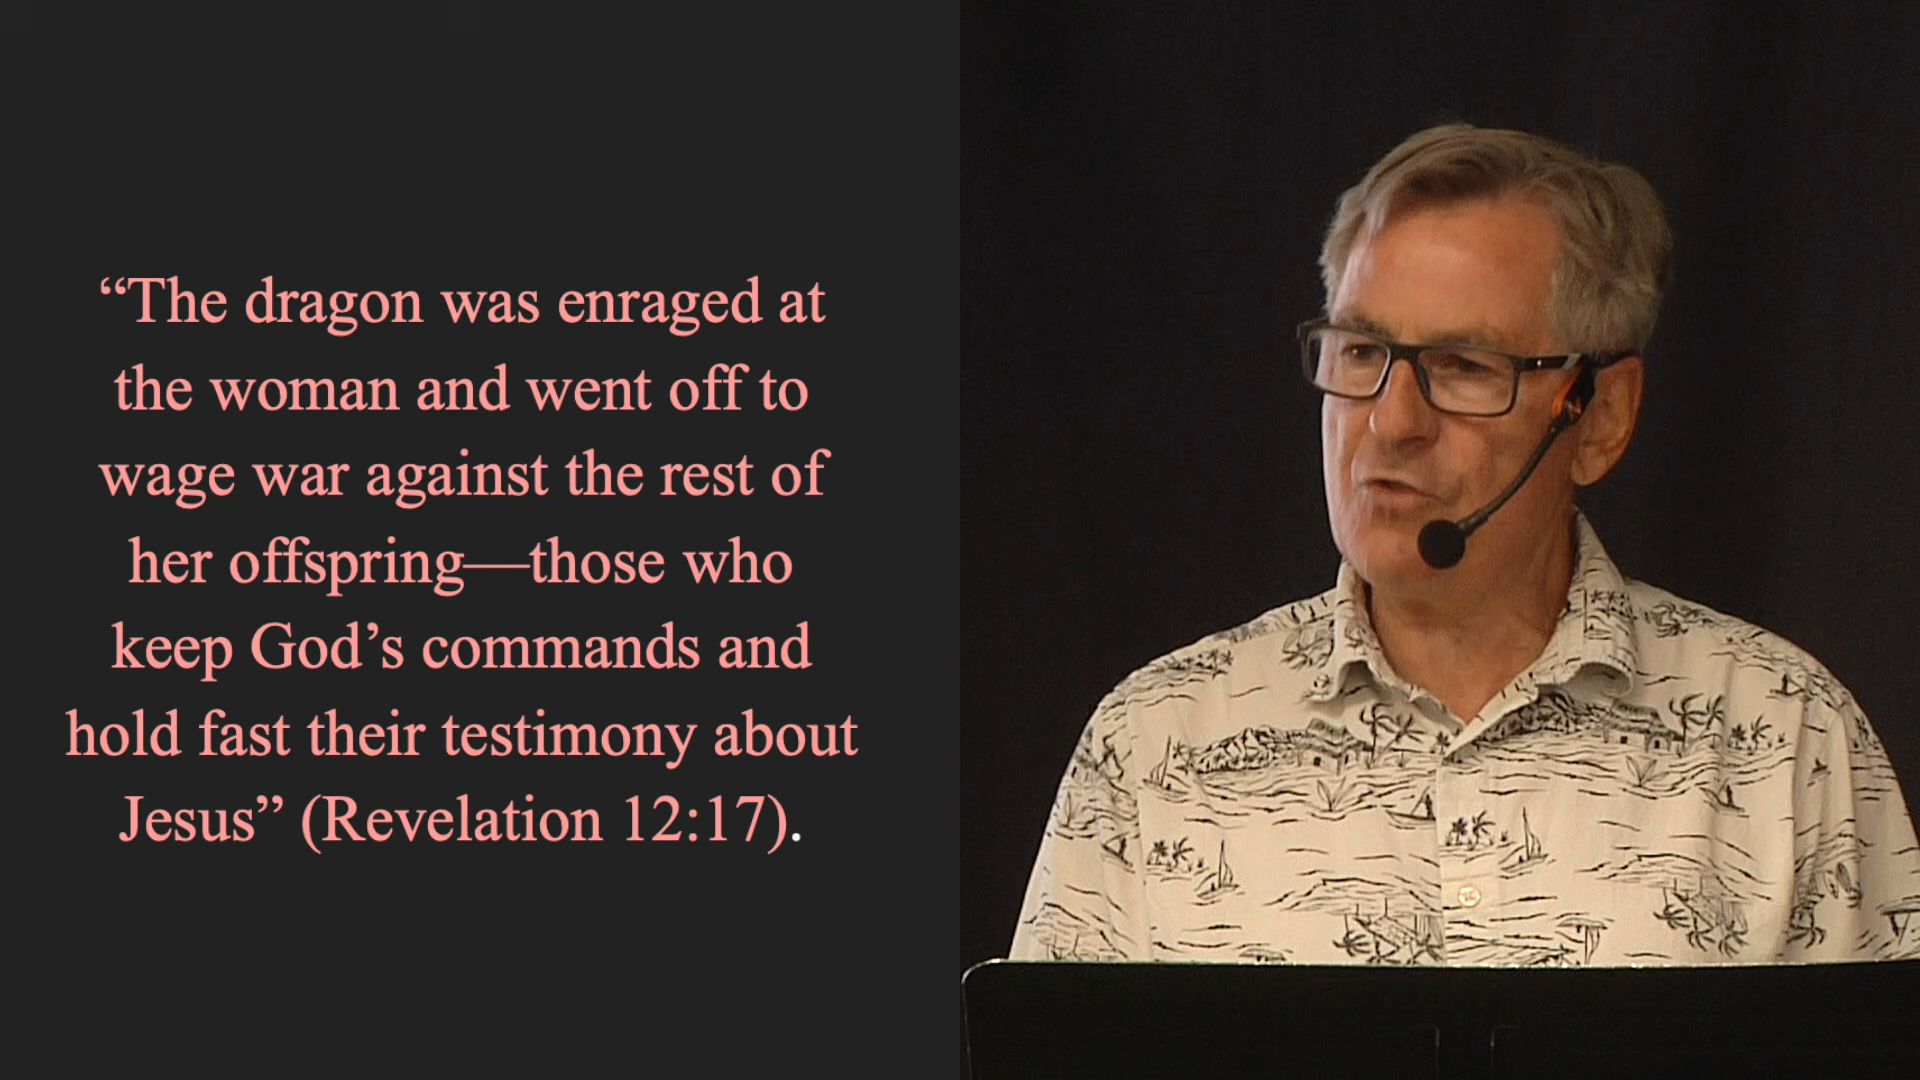 “The dragon was enraged at
the woman and went off to
wage war against the rest of
her offspring—those who
keep God’s commands and
hold fast their testimony about
Jesus” (Revelation 12:17).